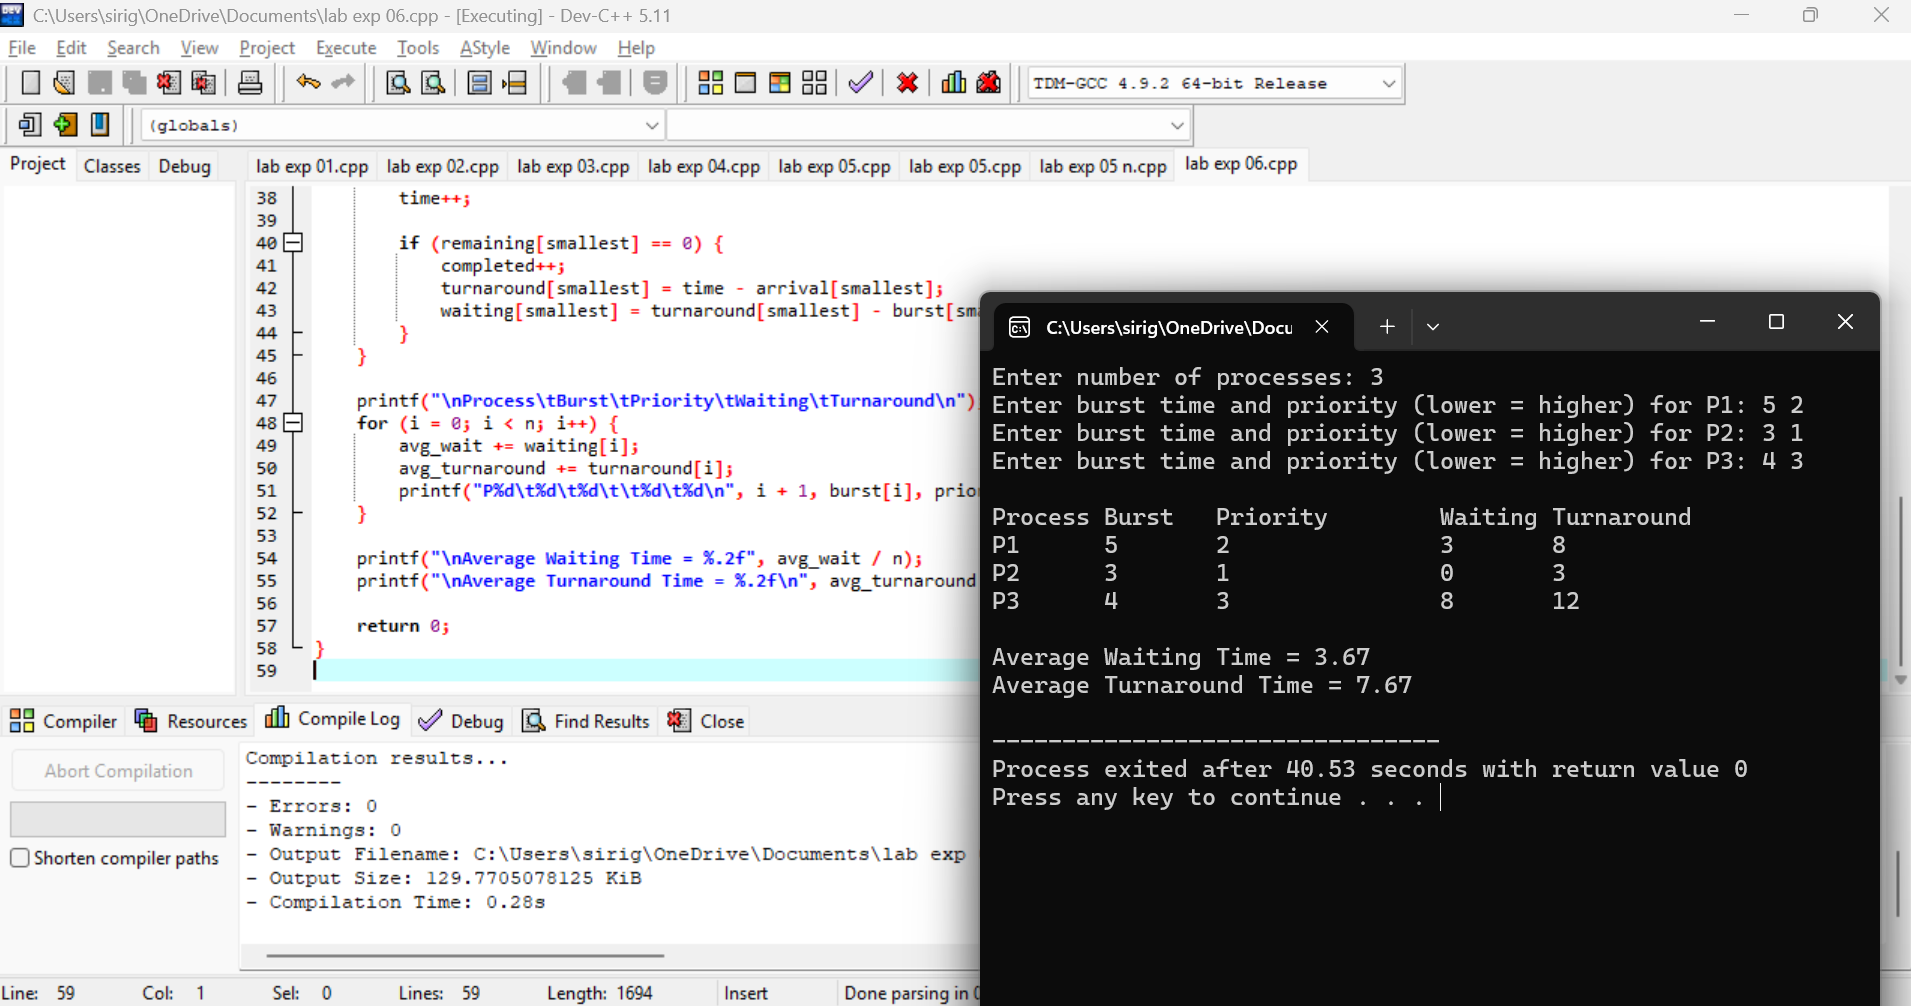 C:\Users\sirig\OneDrive\Documents\lab exp 06.cpp - [Executing] - Dev-C++ 5.11
File Edit Search View Project Execute Tools AStyle Window Help
TDM-GCC 4.9.2 64-bit Release
(globals)
Project Classes Debug
lab exp 01.cpp lab exp 02.cpp lab exp 03.cpp lab exp 04.cpp lab exp 05.cpp lab exp 05.cpp lab exp 05 n.cpp lab exp 06.cpp
38 time++;
39
40 if (remaining[smallest] == 0) {
41 completed++;
42 turnaround[smallest] = time - arrival[smallest];
43 waiting[smallest] = turnaround[smallest] - burst[sma
44 }
45 }
46
47 printf("\nProcess\tBurst\tPriority\tWaiting\tTurnaround\n")
48 for (i = 0; i < n; i++) {
49 avg_wait += waiting[i];
50 avg_turnaround += turnaround[i];
51 printf("P%d\t%d\t%d\t\t%d\t%d\n", i + 1, burst[i], prio
52 }
53
54 printf("\nAverage Waiting Time = %.2f", avg_wait / n);
55 printf("\nAverage Turnaround Time = %.2f\n", avg_turnaround
56
57 return 0;
58 }
59
C:\Users\sirig\OneDrive\Docu
Enter number of processes: 3
Enter burst time and priority (lower = higher) for P1: 5 2
Enter burst time and priority (lower = higher) for P2: 3 1
Enter burst time and priority (lower = higher) for P3: 4 3
Process Burst Priority Waiting Turnaround
P1 5 2 3 8
P2 3 1 0 3
P3 4 3 8 12
Average Waiting Time = 3.67
Average Turnaround Time = 7.67
--------------------------------
Process exited after 40.53 seconds with return value 0
Press any key to continue . . .
Compiler Resources Compile Log Debug Find Results Close
Abort Compilation
Shorten compiler paths
Compilation results...
--------
- Errors: 0
- Warnings: 0
- Output Filename: C:\Users\sirig\OneDrive\Documents\lab exp
- Output Size: 129.7705078125 KiB
- Compilation Time: 0.28s
Line: 59 Col: 1 Sel: 0 Lines: 59 Length: 1694 Insert Done parsing in